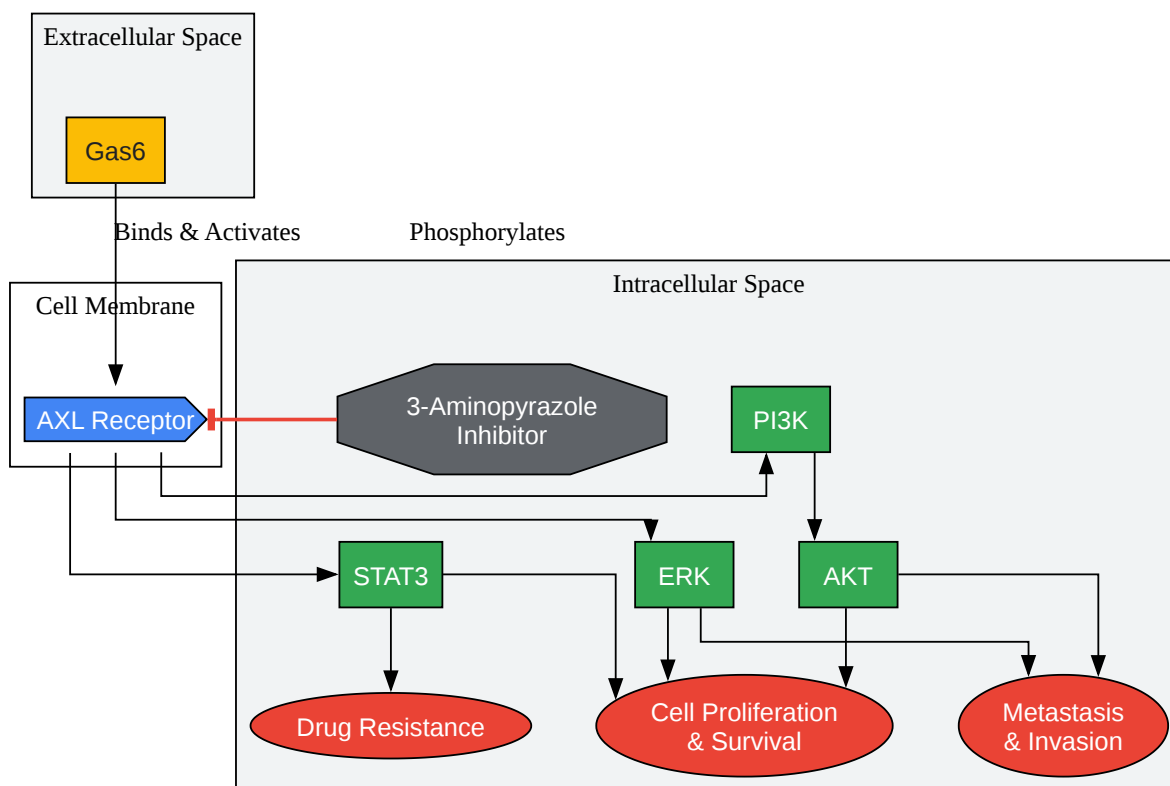 Extracellular Space
Gas6
Binds & Activates
Phosphorylates
Intracellular Space
Cell Membrane
AXL Receptor
3-Aminopyrazole
Inhibitor
PI3K
STAT3
ERK
AKT
Drug Resistance
Cell Proliferation
& Survival
Metastasis
& Invasion